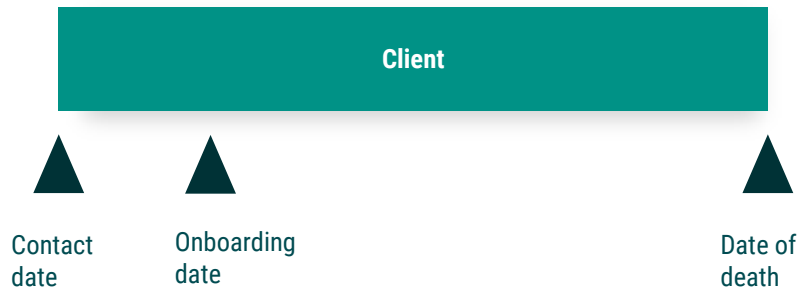 Client
Contact
date
Onboarding
date
Date of
death